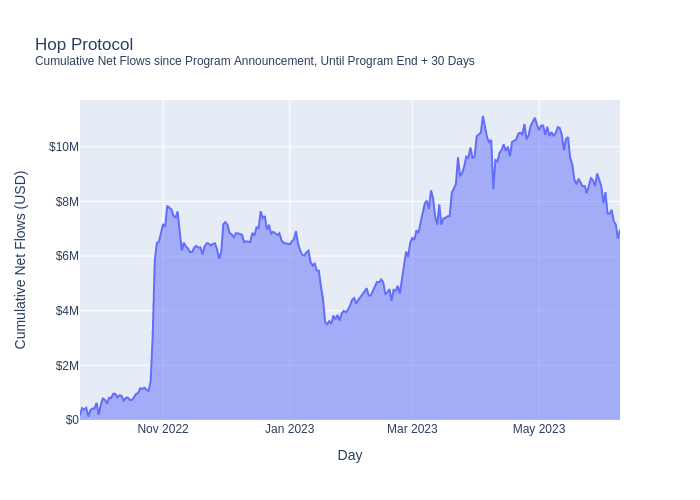 Hop Protocol
Cumulative Net Flows since Program Announcement, Until Program End + 30 Days
Cumulative Net Flows (USD)
$10M
$8M
$6M
$4M
$2M
$0
Nov 2022 Jan 2023 Mar 2023 May 2023
Day